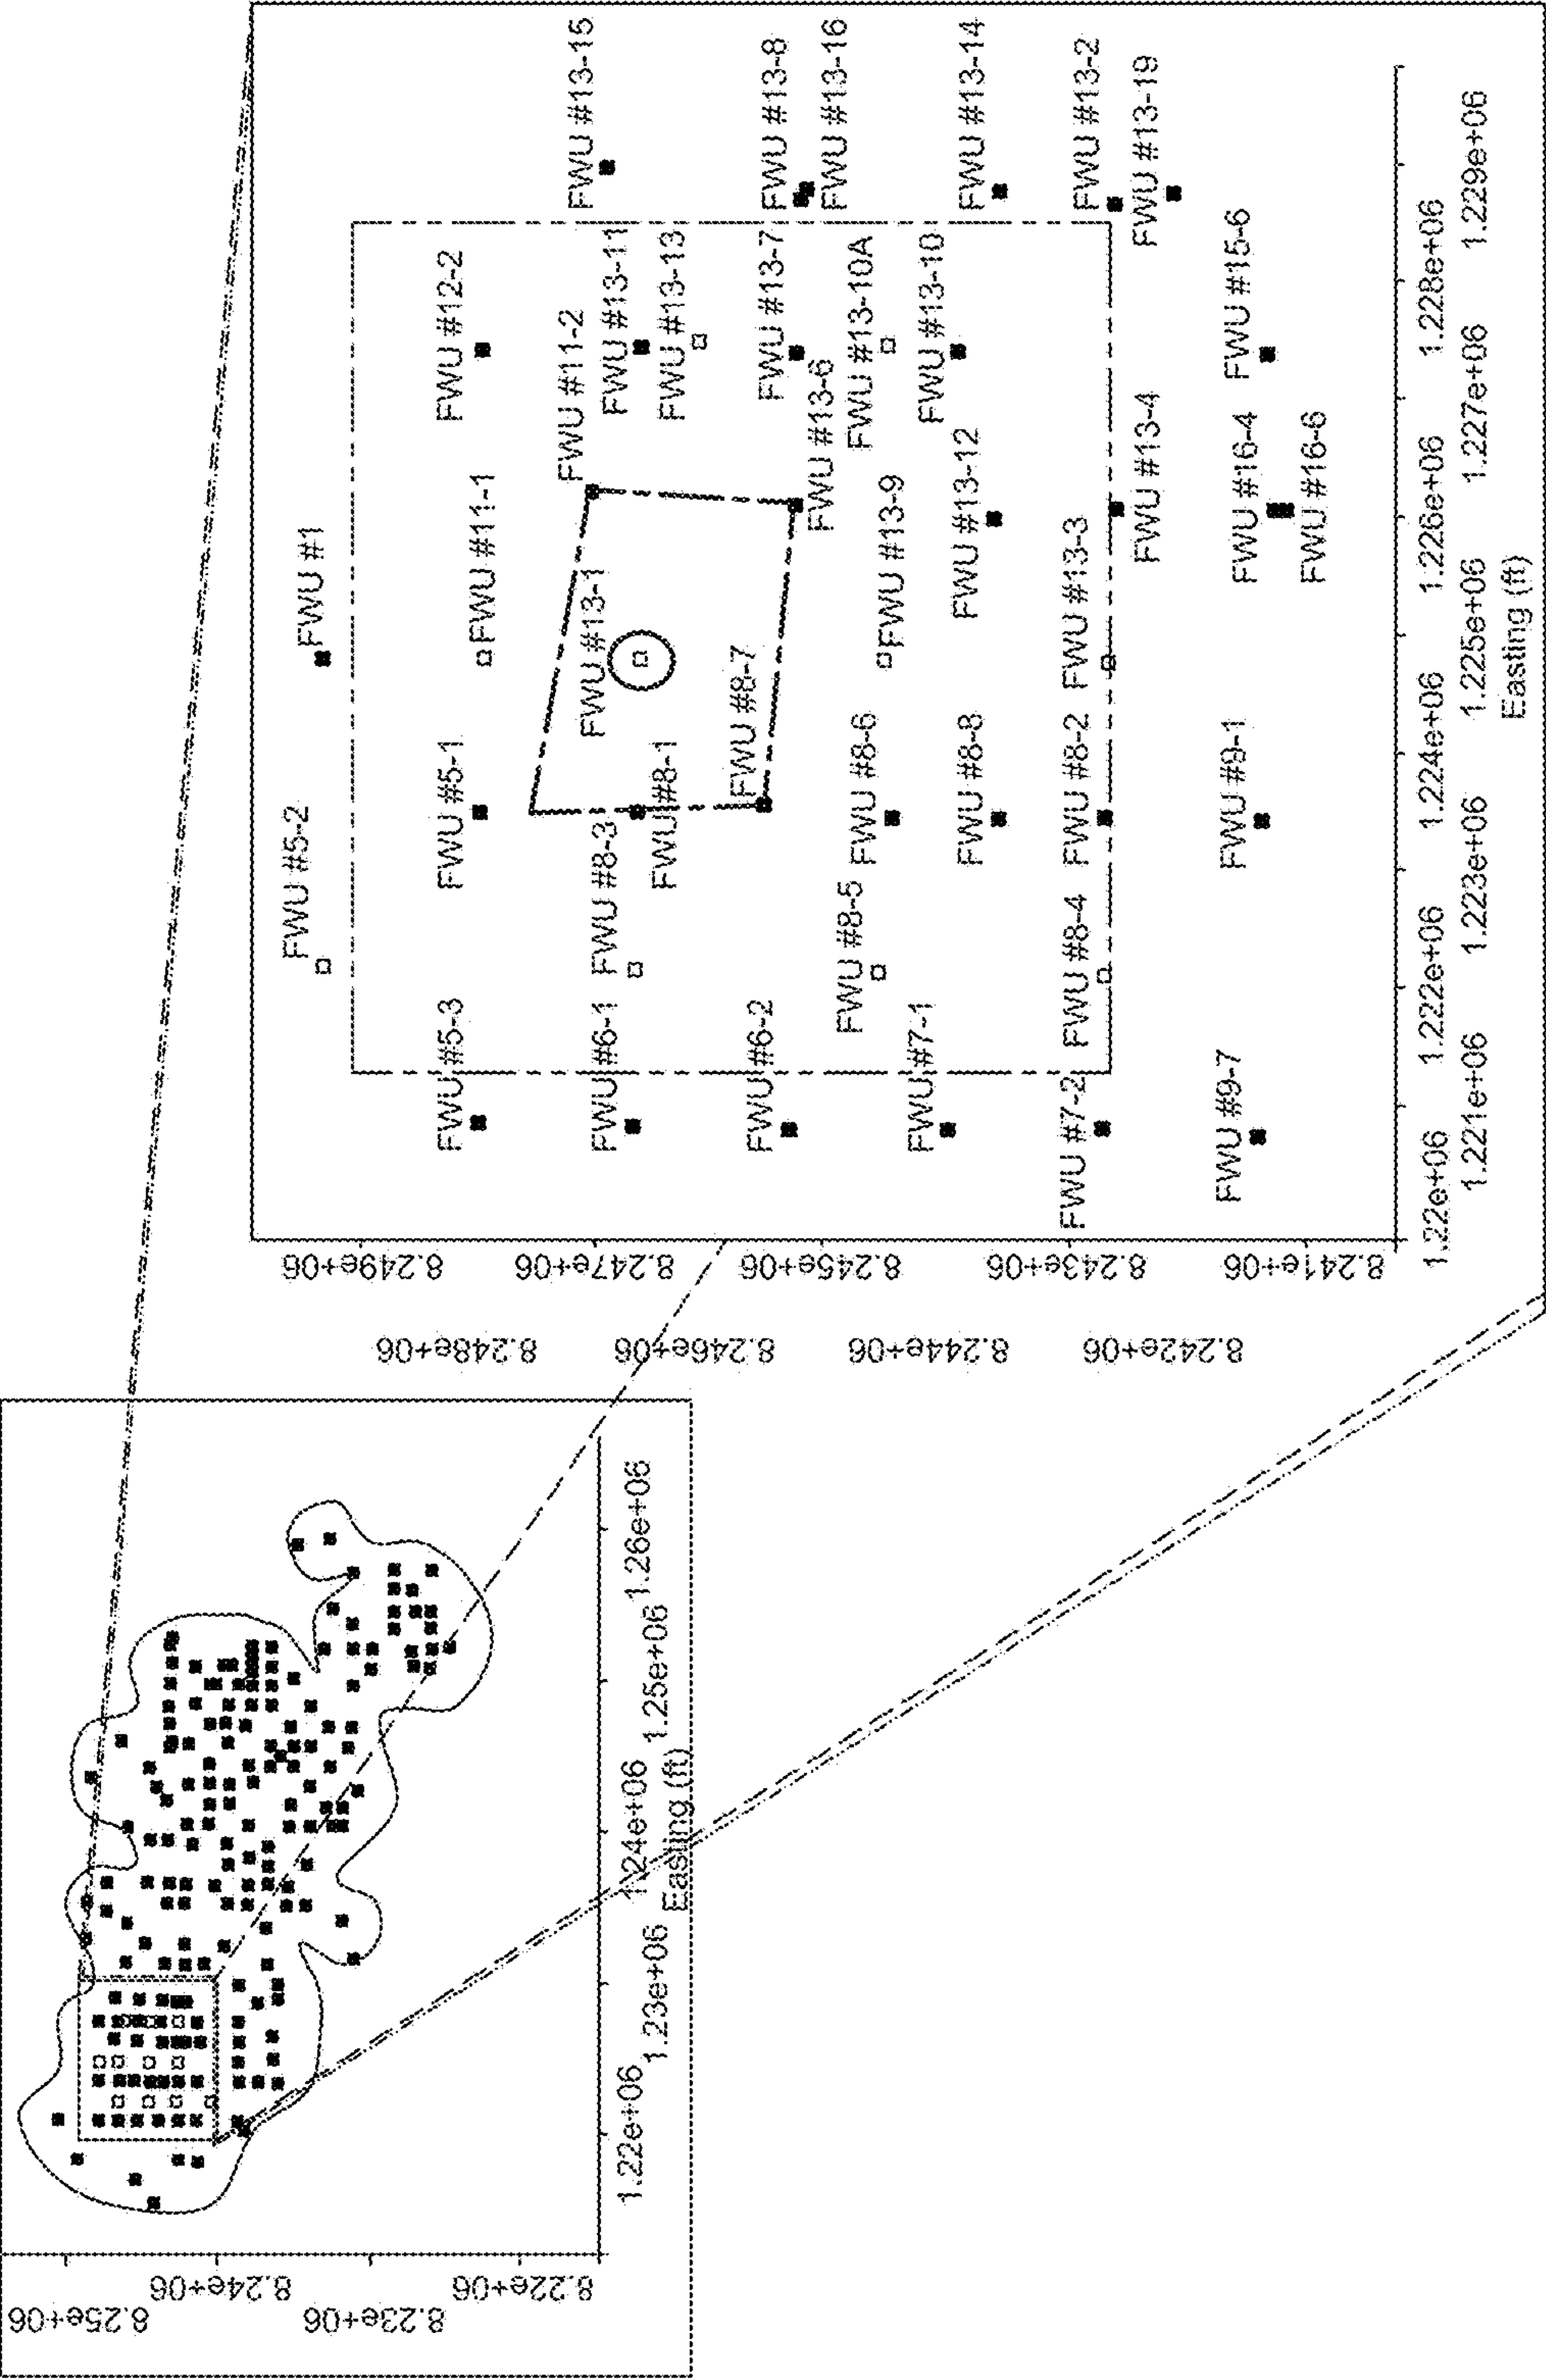 8.25e+06
8.24e+06
8.23e+06
8.22e+06
1.22e+06
1.23e+06
1.24e+06
1.25e+06
1.26e+06
Easting (ft)
8.249e+06
8.248e+06
8.247e+06
8.246e+06
8.245e+06
8.244e+06
8.243e+06
8.242e+06
8.241e+06
FWU #5-2
FWU #1
FWU #5-3
FWU #5-1
FWU #11-1
FWU #12-2
FWU #13-15
FWU #11-2
FWU #6-1
FWU #8-3
FWU #13-1
FWU #13-11
FWU #8-1
FWU #13-13
FWU #6-2
FWU #8-7
FWU #13-7
FWU #13-8
FWU #13-6
FWU #13-16
FWU #8-5
FWU #8-6
FWU #13-9
FWU #13-10A
FWU #7-1
FWU #8-8
FWU #13-12
FWU #13-10
FWU #13-14
FWU #7-2
FWU #8-4
FWU #8-2
FWU #13-3
FWU #13-2
FWU #13-4
FWU #13-19
FWU #9-7
FWU #9-1
FWU #16-4
FWU #15-6
FWU #16-6
1.22e+06
1.222e+06
1.224e+06
1.226e+06
1.228e+06
1.221e+06
1.223e+06
1.225e+06
1.227e+06
1.229e+06
Easting (ft)